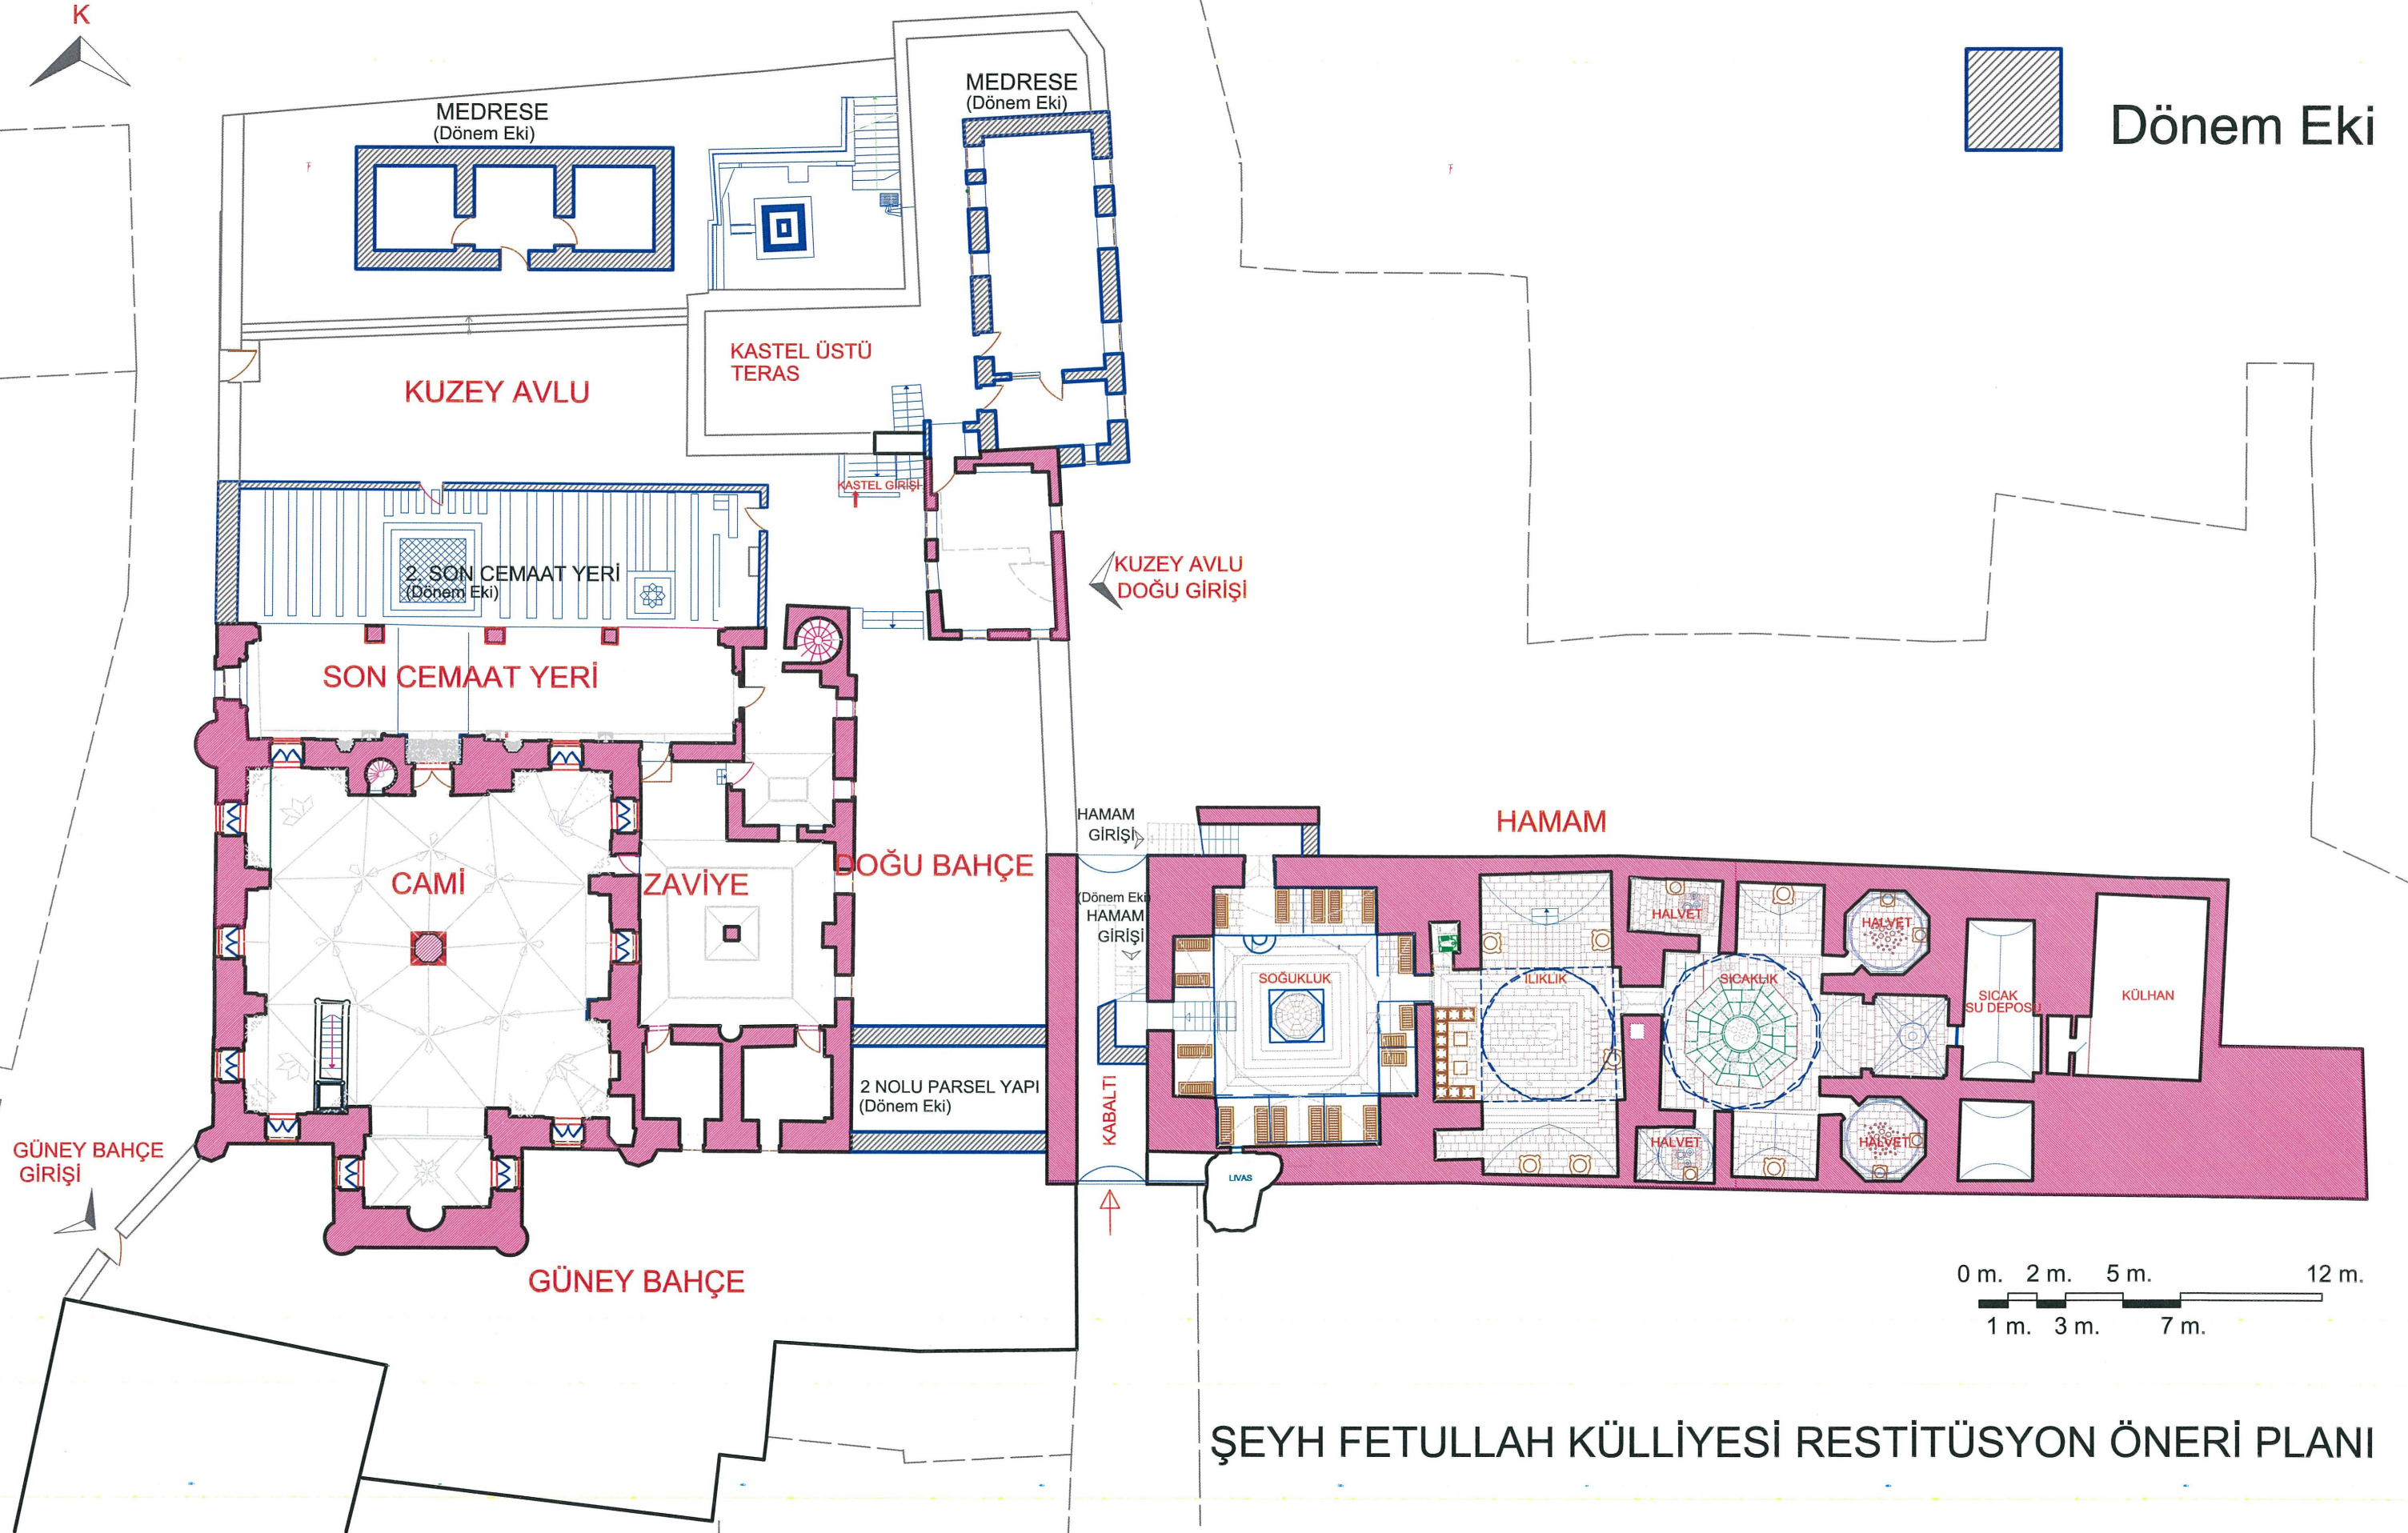 K
MEDRESE
(Dönem Eki)
MEDRESE
(Dönem Eki)
Dönem Eki
KASTEL ÜSTÜ
TERAS
KUZEY AVLU
KASTEL GİRİŞİ
KUZEY AVLU
DOĞU GİRİŞİ
2. SON CEMAAT YERİ
(Dönem Eki)
SON CEMAAT YERİ
HAMAM
GİRİŞİ
HAMAM
CAMİ
ZAVİYE
DOĞU BAHÇE
(Dönem Eki)
HAMAM
GİRİŞİ
HALVET
HALVET
SOĞUKLUK
ILIKLIK
SICAKLIK
SICAK
SU DEPOSU
KÜLHAN
2 NOLU PARSEL YAPI
(Dönem Eki)
KABALTI
HALVET
HALVET
LIVAS
GÜNEY BAHÇE
GİRİŞİ
GÜNEY BAHÇE
0 m. 2 m. 5 m. 12 m.
1 m. 3 m. 7 m.
ŞEYH FETULLAH KÜLLİYESİ RESTİTÜSYON ÖNERİ PLANI